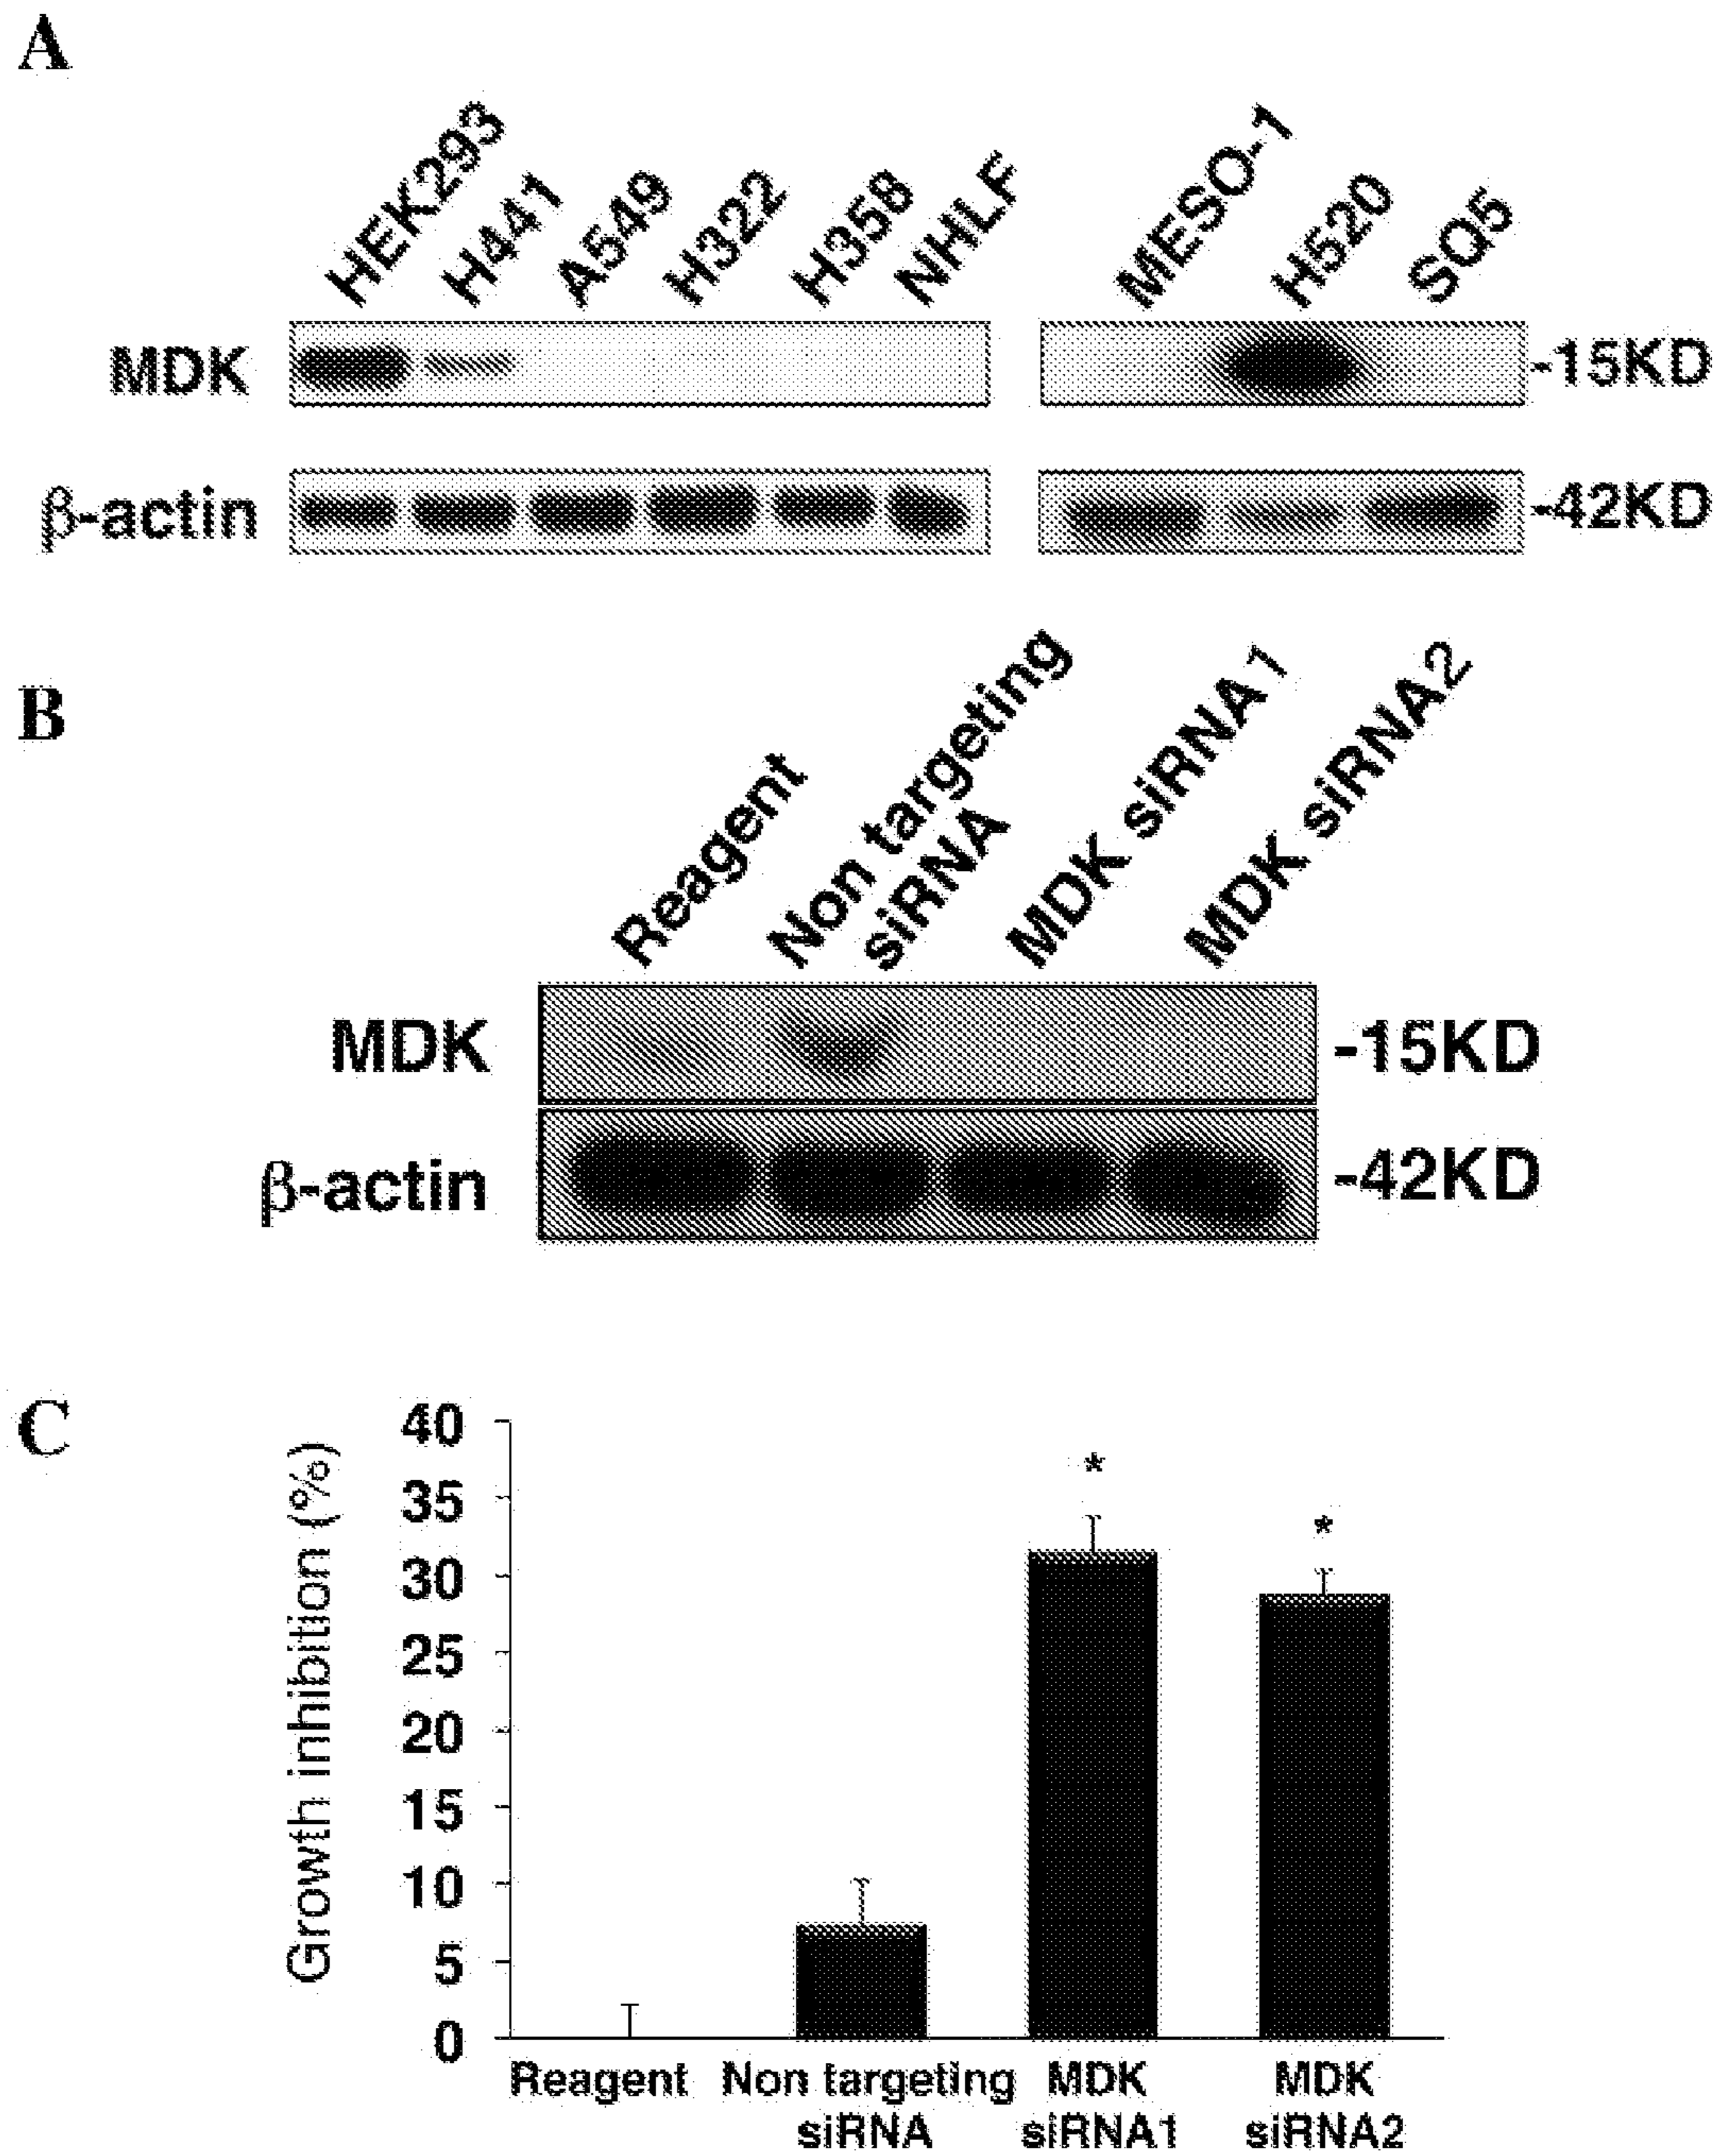 A
HEK293 H441 A549 H322 H358 NHLF MESO-1 H520 SQ5
MDK -15KD
β-actin -42KD
B
Reagent Non targeting siRNA MDK siRNA1 MDK siRNA2
MDK -15KD
β-actin -42KD
C
Growth inhibition (%)
40
*
35
*
30
25
20
15
10
5
0
Reagent Non targeting MDK MDK
siRNA siRNA1 siRNA2